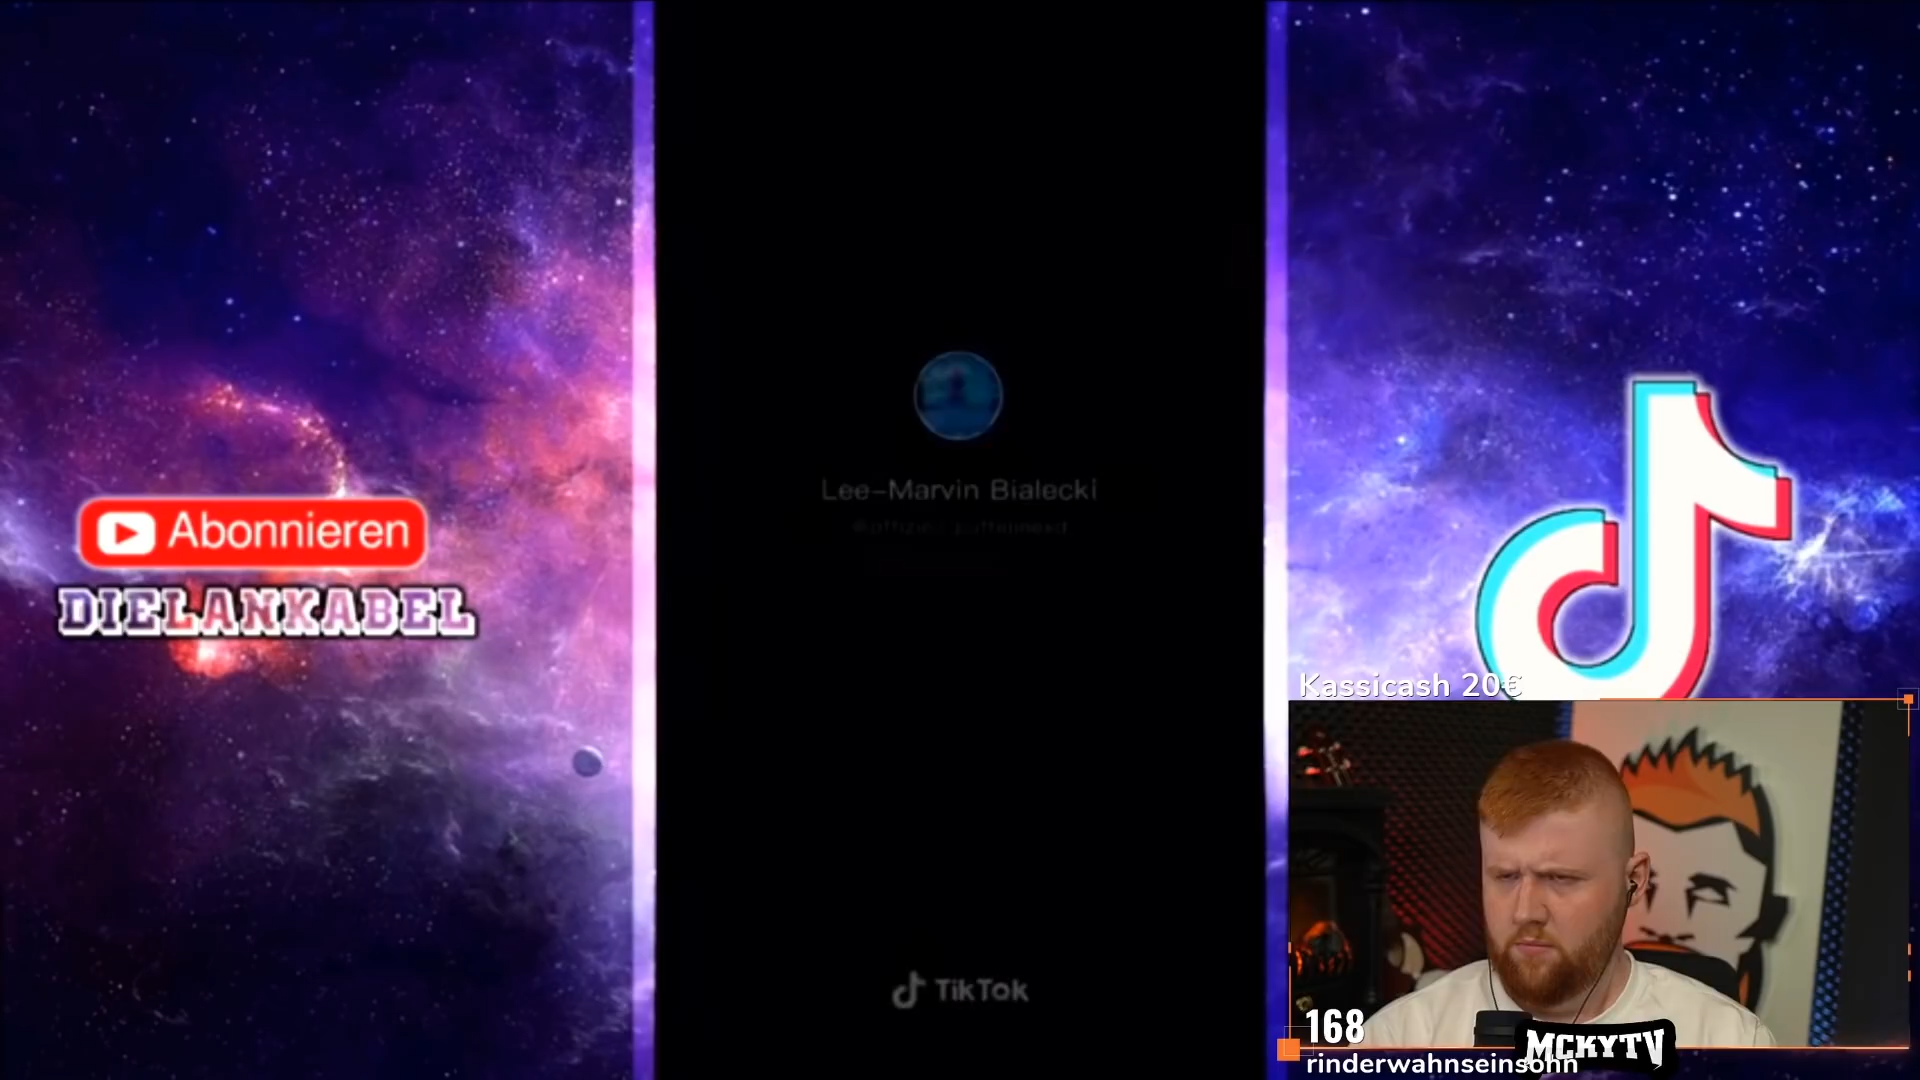 Lee-Marvin Bialecki
Abonnieren
DIELANKABEL
Kassicash 20€
TikTok
168
MCKYTV
rinderwahnseinsohn